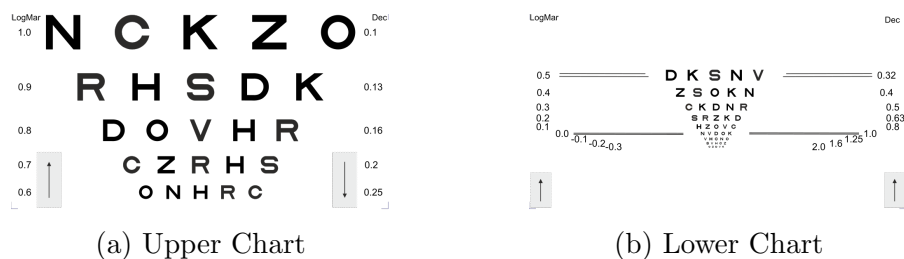 LogMar Dec
1.0 N C K Z O 0.1
0.9 R H S D K 0.13
0.8 D O V H R 0.16
0.7 C Z R H S 0.2
0.6 O N H R C 0.25
(a) Upper Chart
LogMar Dec
0.5 D K S N V 0.32
0.4 Z S O K N 0.4
0.3 C K D N R 0.5
0.2 S R Z K D 0.63
0.1 H Z O V C 0.8
0.0 N V D O K 1.0
-0.1 1.25
-0.2 1.6
-0.3 2.0
(b) Lower Chart